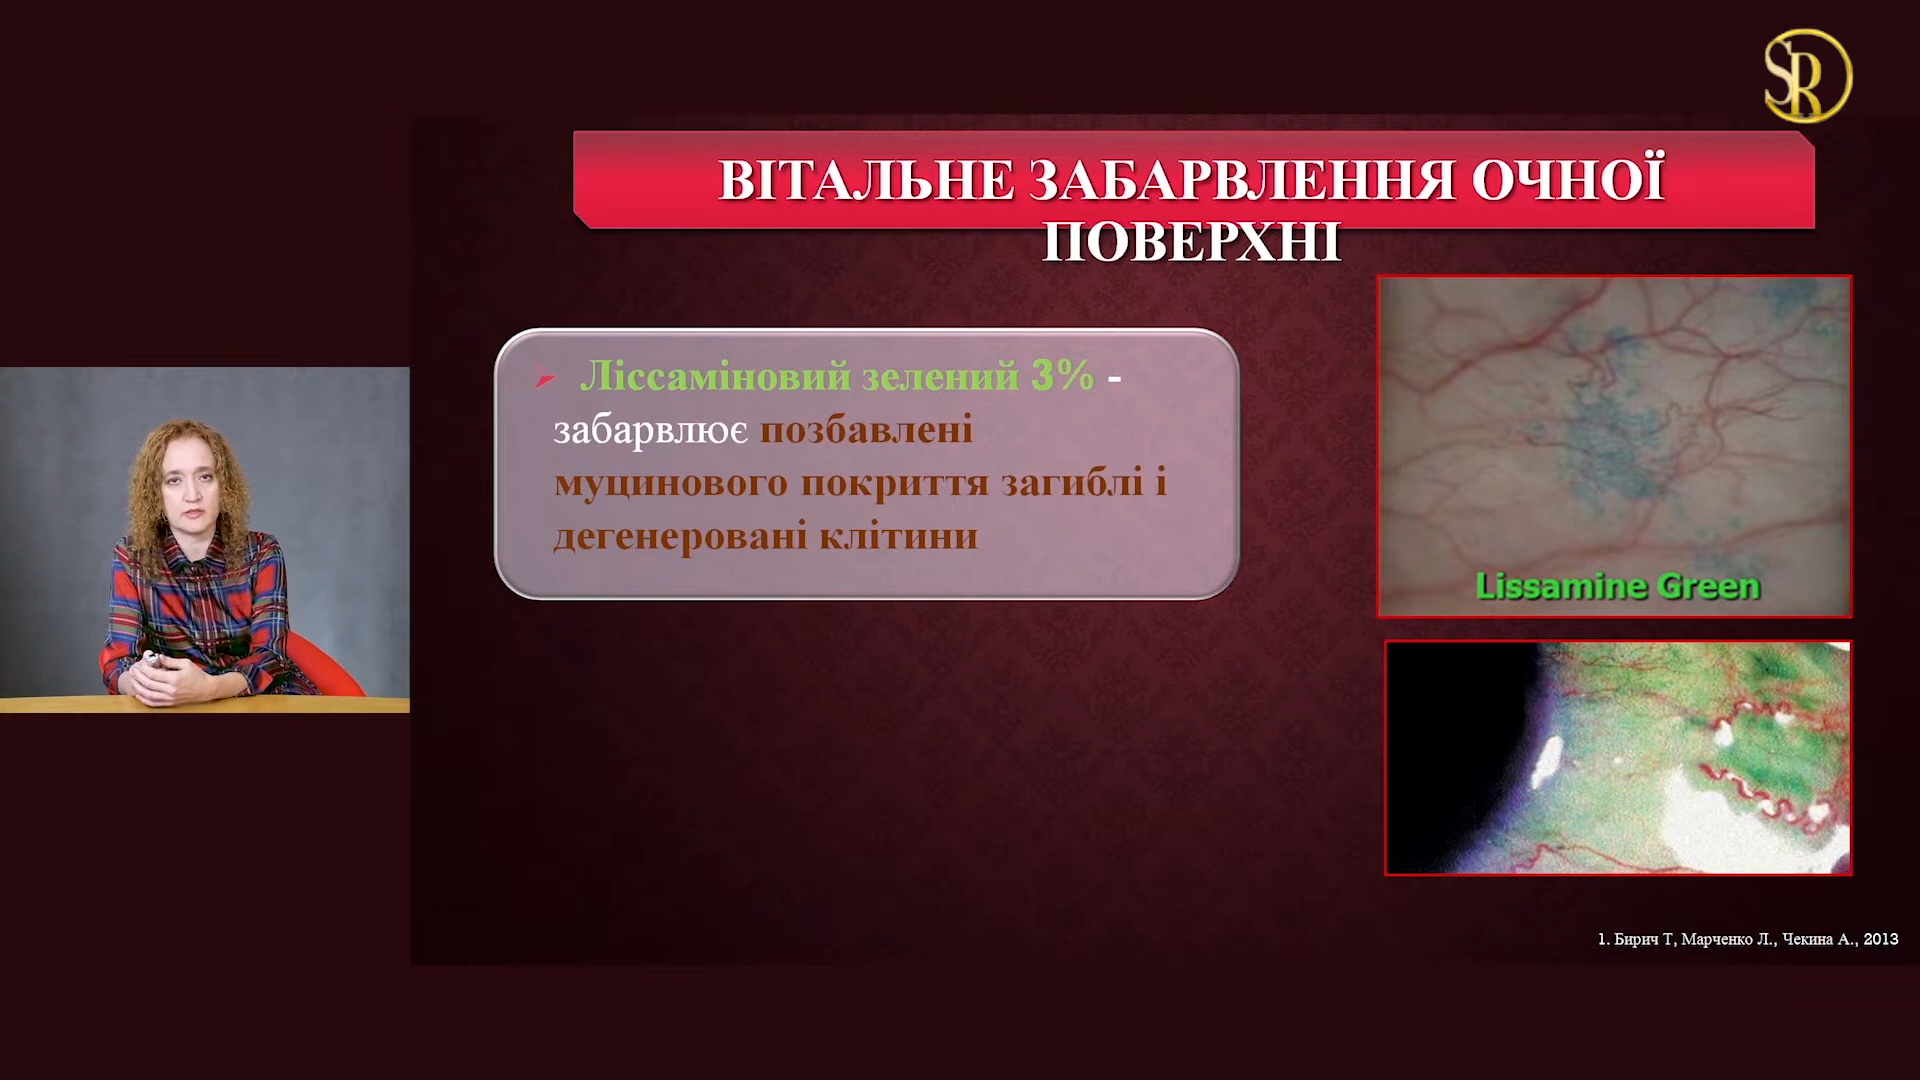 SR
ВІТАЛЬНЕ ЗАБАРВЛЕННЯ ОЧНОЇ
ПОВЕРХНІ
Ліссаміновий зелений 3% -
забарвлює позбавлені
муцинового покриття загиблі і
дегенеровані клітини
Lissamine Green
1. Бирич Т, Марченко Л., Чекина А., 2013